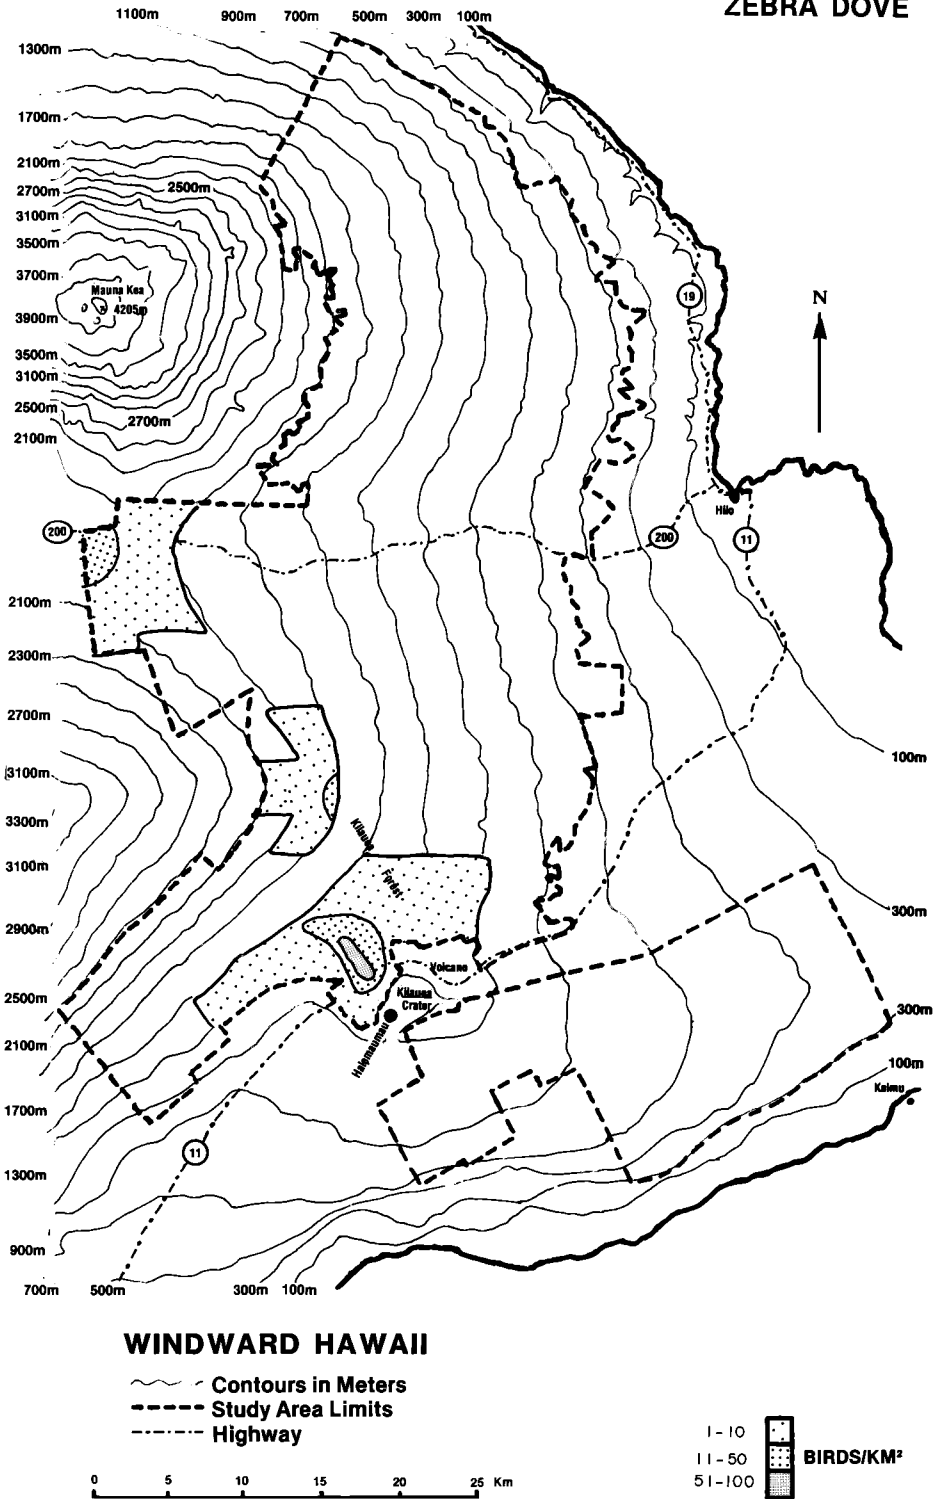 ZEBRA DOVE
1100m 900m 700m 500m 300m 100m
1300m
1700m
2100m
2700m
2500m
3100m
3500m
3700m
Mauna Kea
4205m
3900m
3500m
3100m
2500m
2700m
2100m
N
19
Hilo
200
200
11
2100m
2300m
2700m
3100m
3300m
3100m
2900m
2500m
2100m
1700m
1300m
900m
700m 500m 300m 100m
100m
300m
300m
100m
Kilauea
Forest
Volcano
Kilauea
Crater
Halemaumau
Kaimu
11
WINDWARD HAWAII
Contours in Meters
Study Area Limits
Highway
0 5 10 15 20 25 Km
1-10
11-50
51-100
BIRDS/KM²